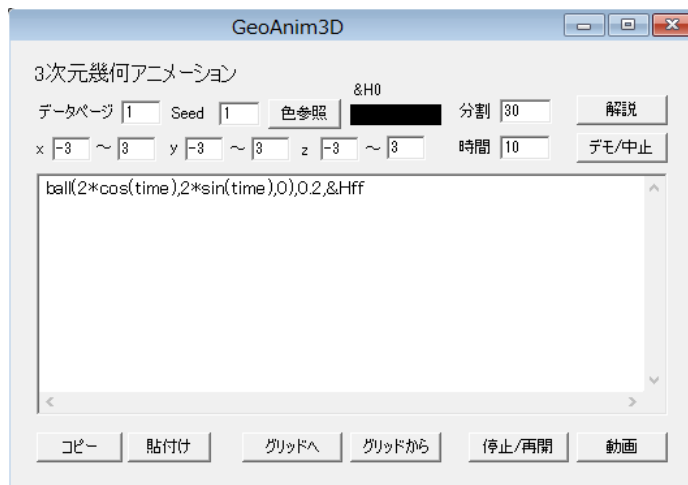 GeoAnim3D
3次元幾何アニメーション
&H0
データページ 1 Seed 1 色参照 分割 30 解説
x -3 ～ 3 y -3 ～ 3 z -3 ～ 3 時間 10 デモ/中止
ball(2*cos(time),2*sin(time),0),0.2,&Hff
コピー 貼付け グリッドへ グリッドから 停止/再開 動画